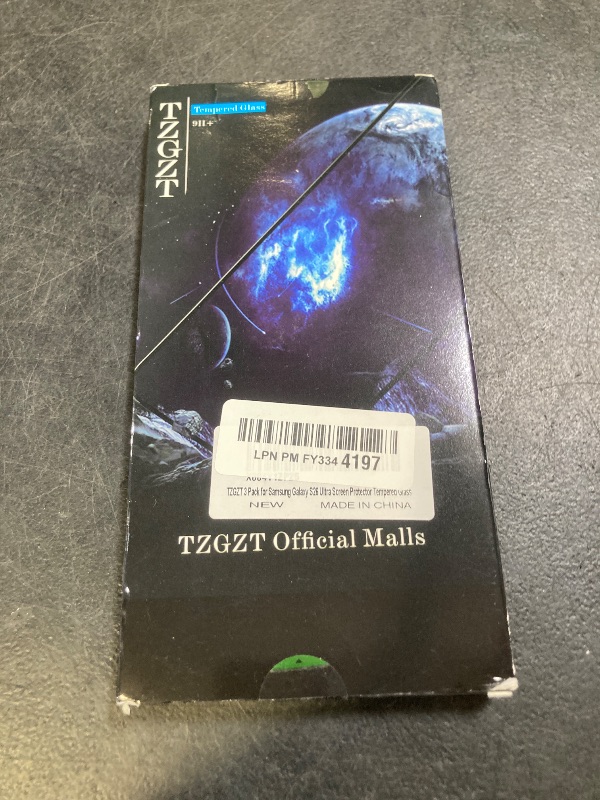 TZGZT
Tempered Glass
9H+
LPN PM FY334 4197
TZGZT 3 Pack for Samsung Galaxy S26 Ultra Screen Protector Tempered Glass
NEW MADE IN CHINA
TZGZT Official Malls